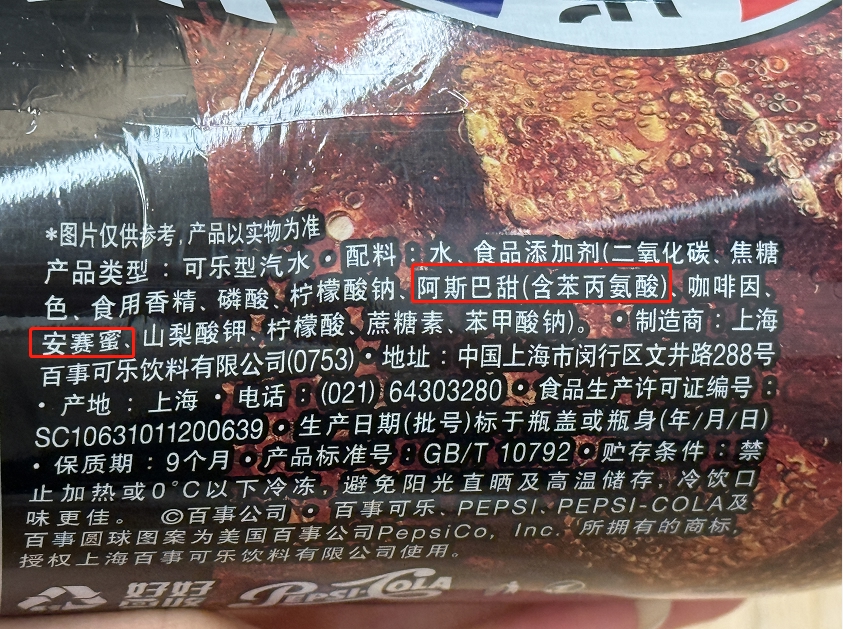 *图片仅供参考,产品以实物为准
产品类型：可乐型汽水•配料：水、食品添加剂(二氧化碳、焦糖
色、食用香精、磷酸、柠檬酸钠、阿斯巴甜(含苯丙氨酸)、咖啡因、
安赛蜜、山梨酸钾、柠檬酸、蔗糖素、苯甲酸钠)。•制造商：上海
百事可乐饮料有限公司(0753)•地址：中国上海市闵行区文井路288号
•产地：上海•电话：(021) 64303280•食品生产许可证编号：
SC10631011200639•生产日期(批号)标于瓶盖或瓶身(年/月/日)
•保质期：9个月•产品标准号：GB/T 10792•贮存条件：禁
止加热或0°C以下冷冻，避免阳光直晒及高温储存，冷饮口
味更佳。 ©百事公司•百事可乐、PEPSI、PEPSI-COLA及
百事圆球图案为美国百事公司PepsiCo, Inc. 所拥有的商标，
授权上海百事可乐饮料有限公司使用。
好好 PEPSI-COLA